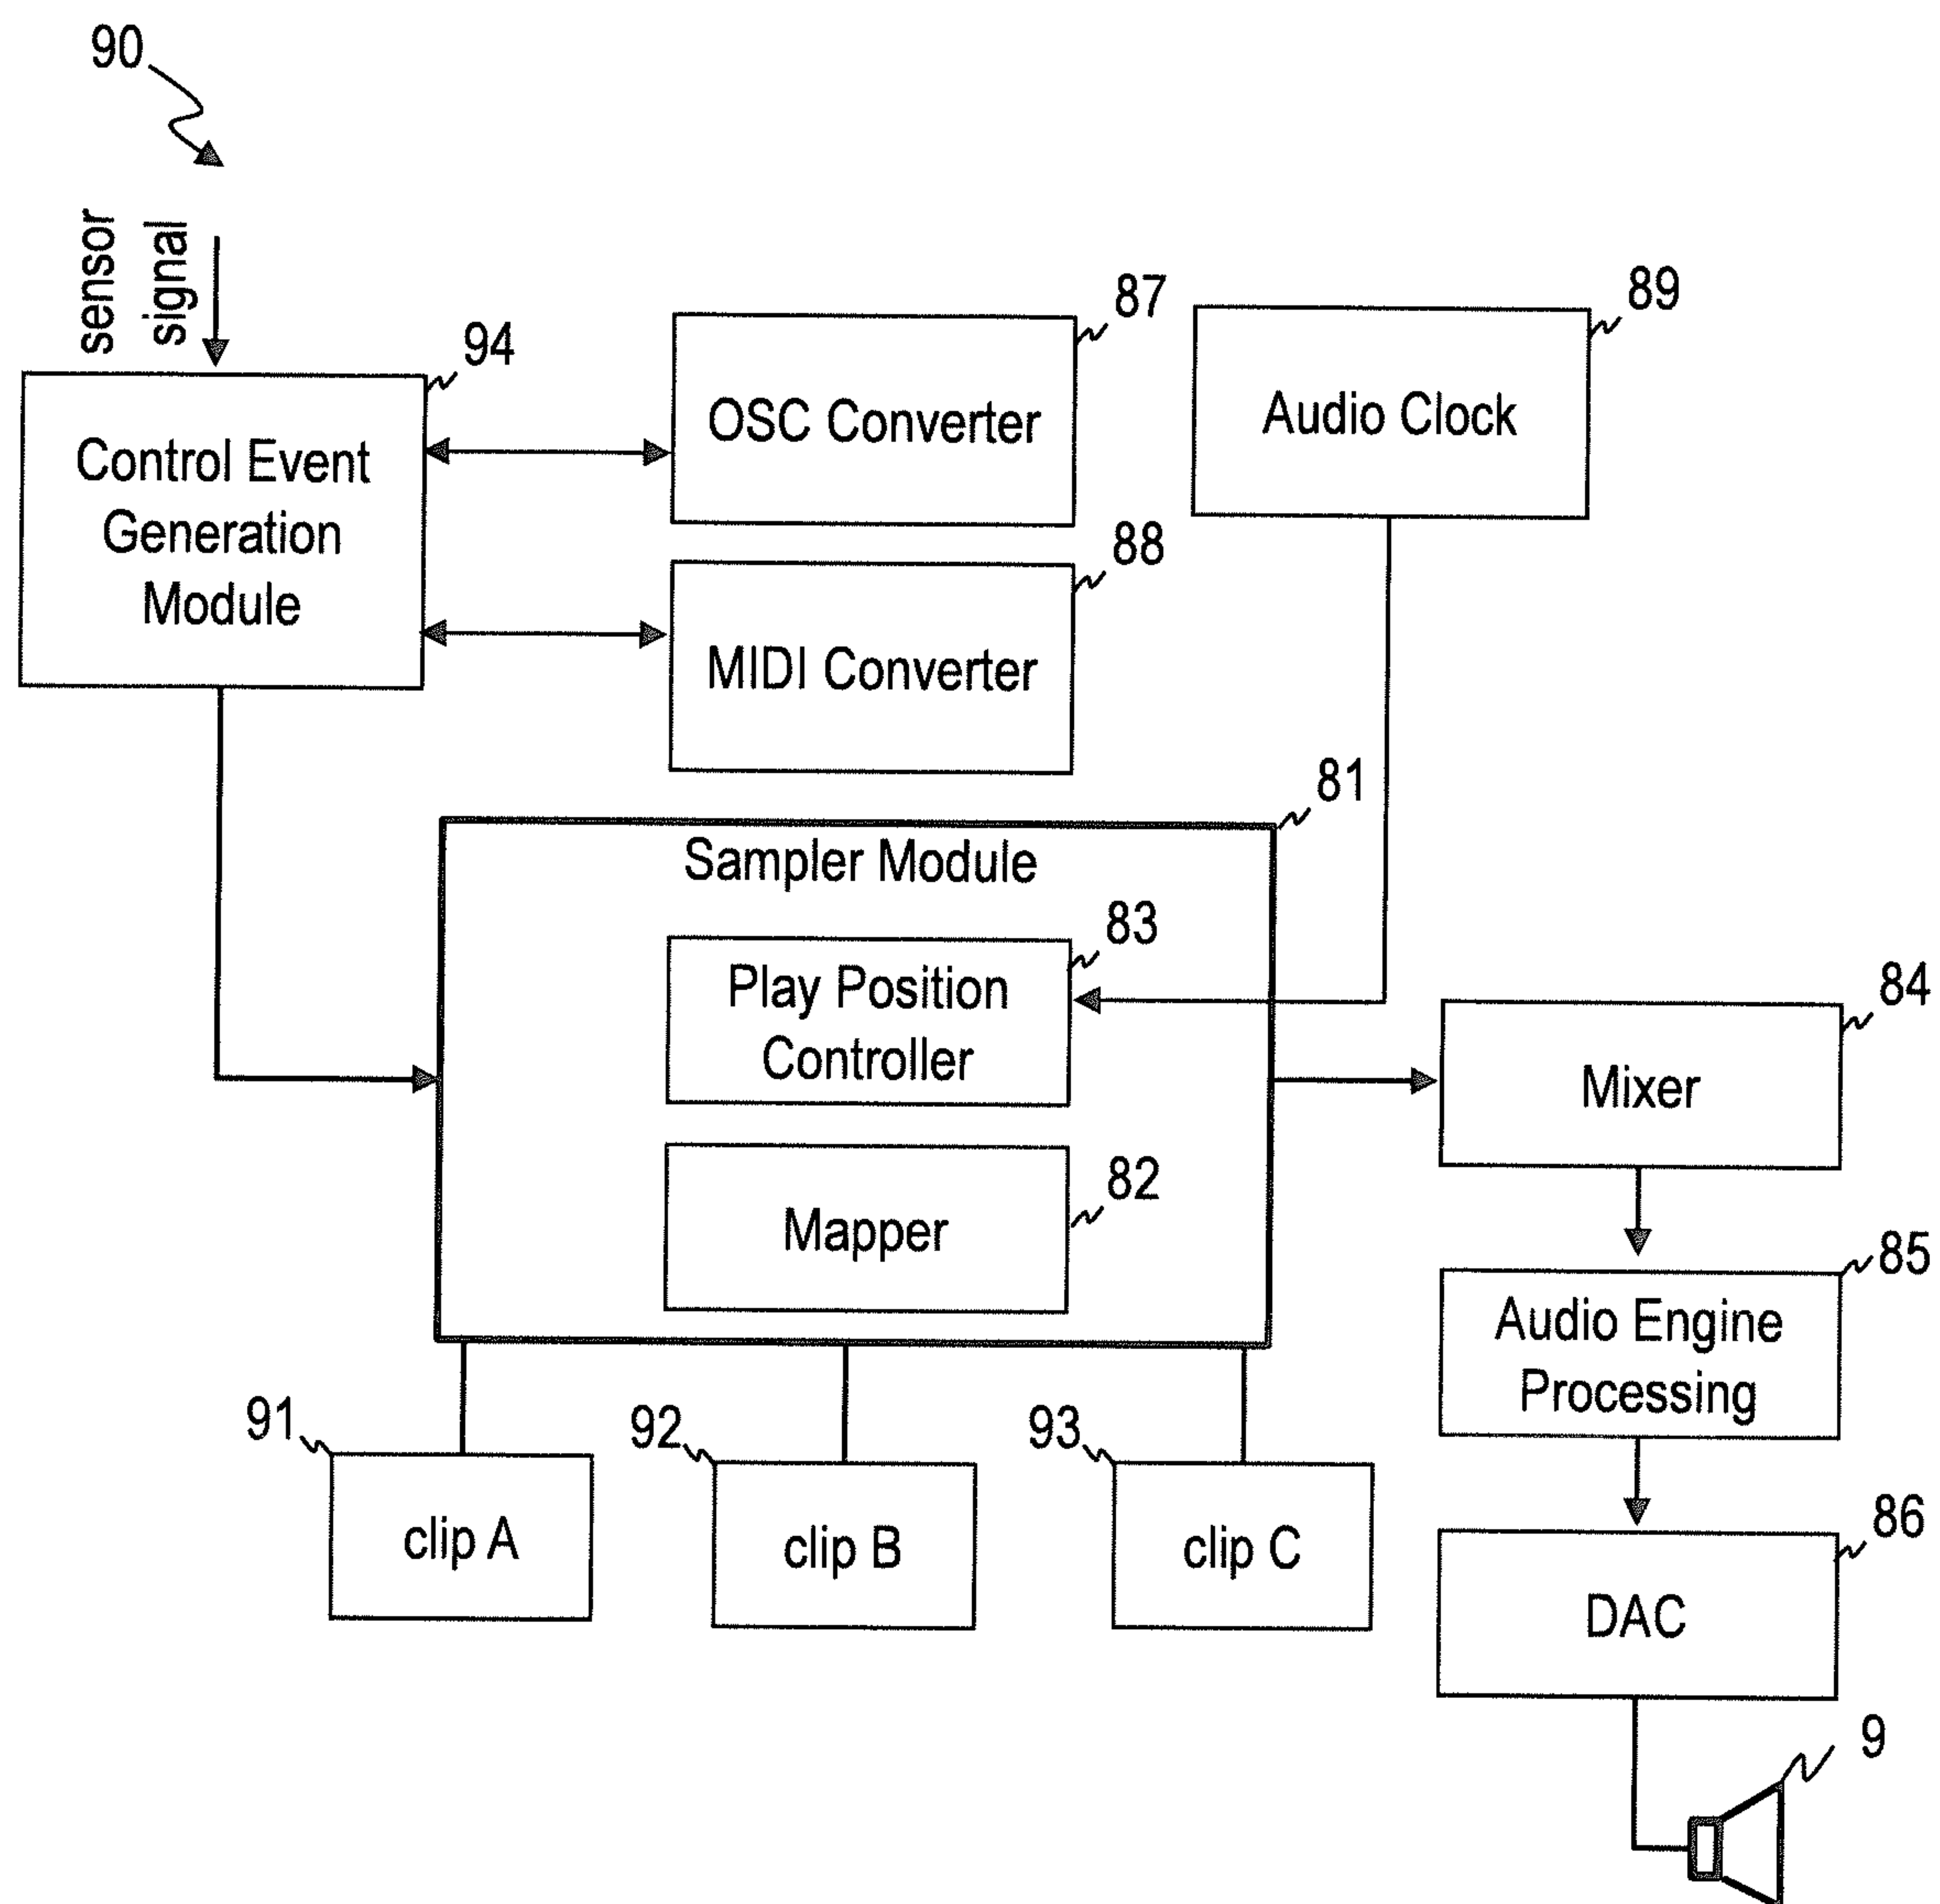 90
sensor
signal
94
Control Event
Generation
Module
87
OSC Converter
89
Audio Clock
88
MIDI Converter
81
Sampler Module
83
Play Position
Controller
82
Mapper
84
Mixer
85
Audio Engine
Processing
91
clip A
92
clip B
93
clip C
86
DAC
9